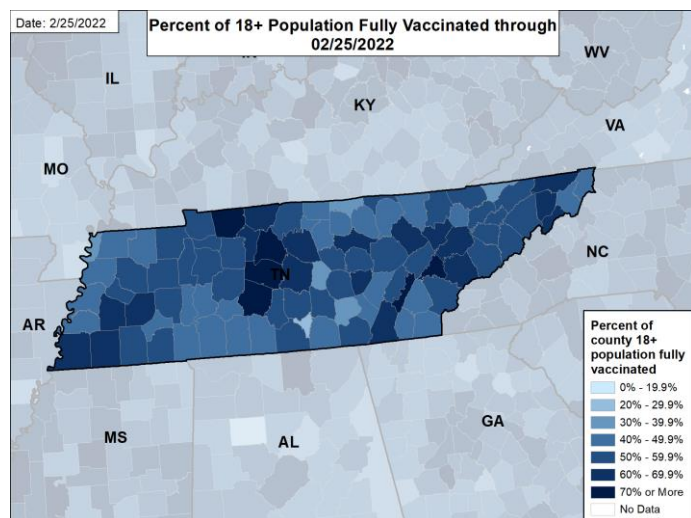 Date: 2/25/2022
Percent of 18+ Population Fully Vaccinated through
02/25/2022
WV
IL
KY
VA
MO
NC
TN
AR
MS
AL
GA
Percent of
county 18+
population fully
vaccinated
0% - 19.9%
20% - 29.9%
30% - 39.9%
40% - 49.9%
50% - 59.9%
60% - 69.9%
70% or More
No Data